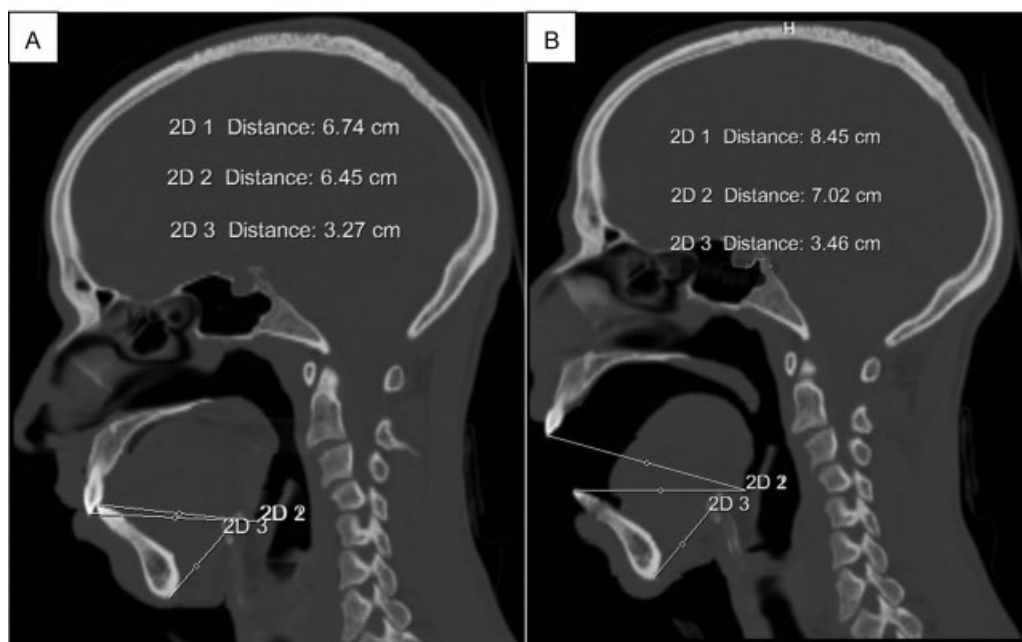 A
2D 1 Distance: 6.74 cm
2D 2 Distance: 6.45 cm
2D 3 Distance: 3.27 cm
2D 3
2D 2
B
H
2D 1 Distance: 8.45 cm
2D 2 Distance: 7.02 cm
2D 3 Distance: 3.46 cm
2D 2
2D 3